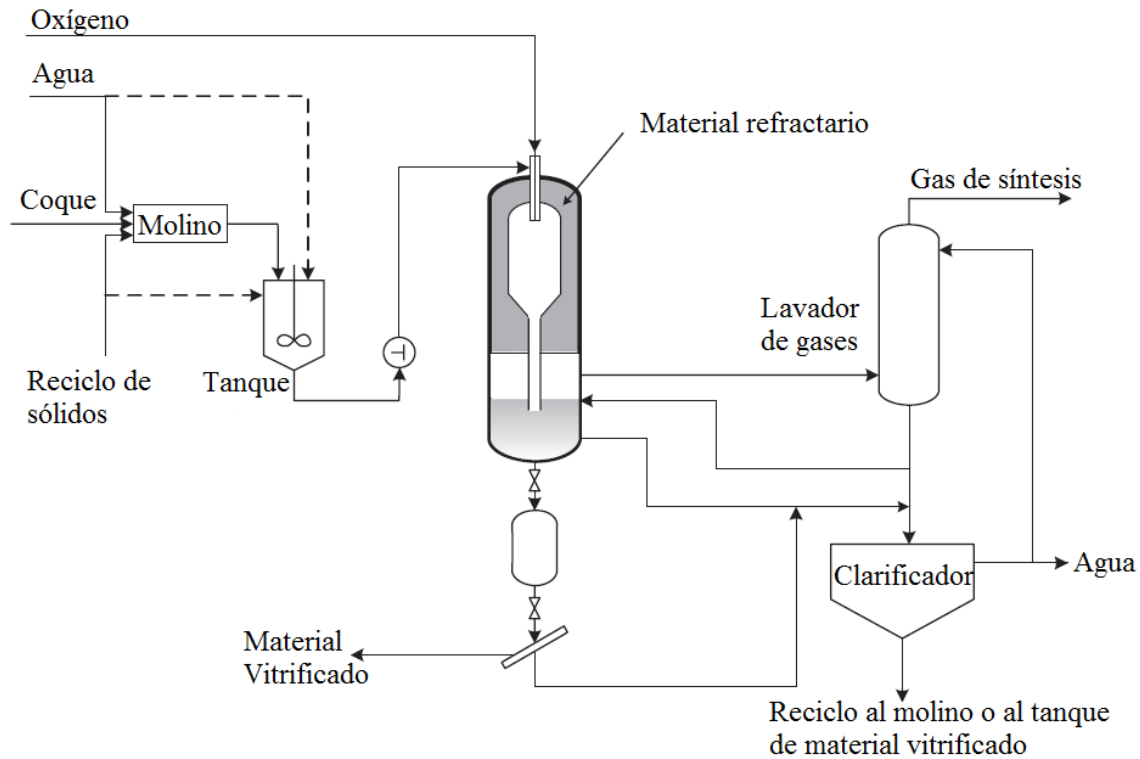 Oxígeno
Agua
Material refractario
Gas de síntesis
Coque
Molino
Lavador
de gases
Reciclo de
sólidos
Tanque
Clarificador
Agua
Material
Vitrificado
Reciclo al molino o al tanque
de material vitrificado